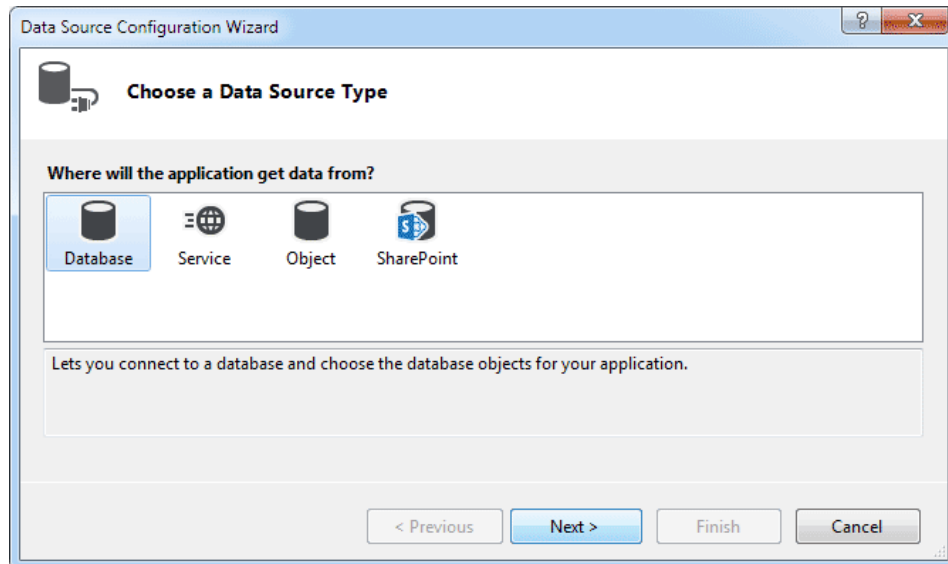 Data Source Configuration Wizard
?
Choose a Data Source Type
Where will the application get data from?
Database Service Object SharePoint
Lets you connect to a database and choose the database objects for your application.
< Previous Next > Finish Cancel